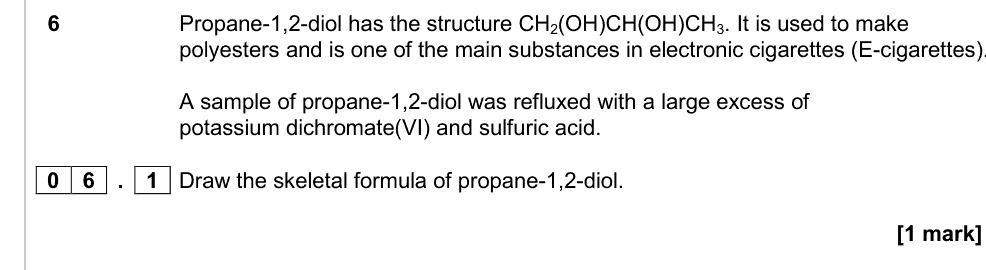 6 Propane-1,2-diol has the structure CH₂(OH)CH(OH)CH₃. It is used to make
polyesters and is one of the main substances in electronic cigarettes (E-cigarettes).
A sample of propane-1,2-diol was refluxed with a large excess of
potassium dichromate(VI) and sulfuric acid.
0 6 . 1 Draw the skeletal formula of propane-1,2-diol.
[1 mark]